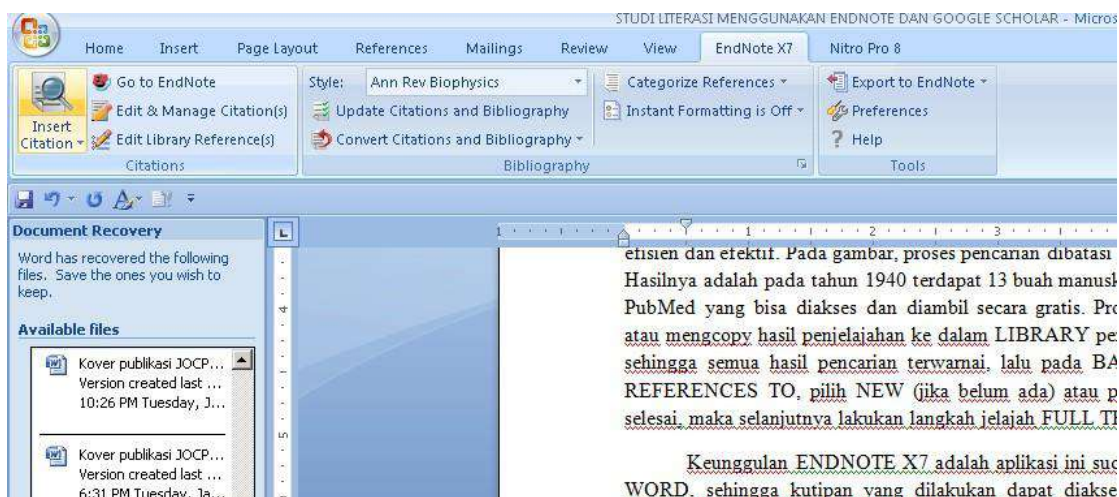 STUDI LITERASI MENGGUNAKAN ENDNOTE DAN GOOGLE SCHOLAR - Micros
Home Insert Page Layout References Mailings Review View EndNote X7 Nitro Pro 8
Insert Citation
Go to EndNote
Edit & Manage Citation(s)
Edit Library Reference(s)
Citations
Style: Ann Rev Biophysics
Update Citations and Bibliography
Convert Citations and Bibliography
Categorize References
Instant Formatting is Off
Bibliography
Export to EndNote
Preferences
Help
Tools
Document Recovery
Word has recovered the following
files. Save the ones you wish to
keep.
Available files
Kover publikasi JOCP...
Version created last ...
10:26 PM Tuesday, J...
Kover publikasi JOCP...
Version created last ...
6:31 PM Tuesday, Ja...
L
1 1 2 3
5
efisien dan efektif. Pada gambar, proses pencarian dibatasi
Hasilnya adalah pada tahun 1940 terdapat 13 buah manusk
PubMed yang bisa diakses dan diambil secara gratis. Pro
atau mengcopy hasil penjelajahan ke dalam LIBRARY pe
sehingga semua hasil pencarian terwarnai, lalu pada BA
REFERENCES TO, pilih NEW (jika belum ada) atau p
selesai, maka selanjutnya lakukan langkah jelajah FULL T
Keunggulan ENDNOTE X7 adalah aplikasi ini suc
WORD, sehingga kutipan yang dilakukan dapat diakse